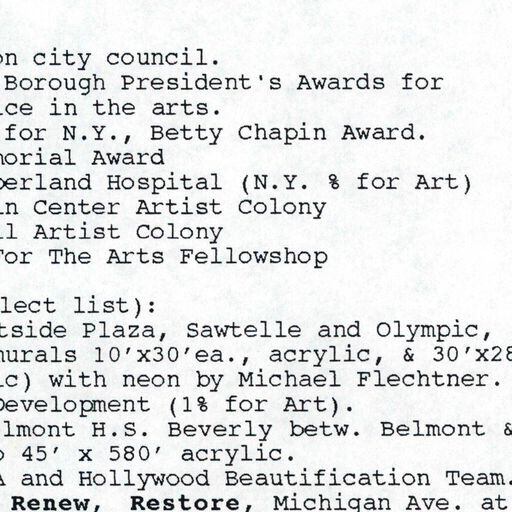 on city council.
Borough President's Awards for
ice in the arts.
for N.Y., Betty Chapin Award.
morial Award
berland Hospital (N.Y. % for Art)
in Center Artist Colony
ll Artist Colony
For The Arts Fellowshop
lect list):
tside Plaza, Sawtelle and Olympic,
murals 10'x30'ea., acrylic, & 30'x28
ic) with neon by Michael Flechtner.
Development (1% for Art).
elmont H.S. Beverly betw. Belmont &
45' x 580' acrylic.
A and Hollywood Beautification Team.
Renew, Restore, Michigan Ave. at